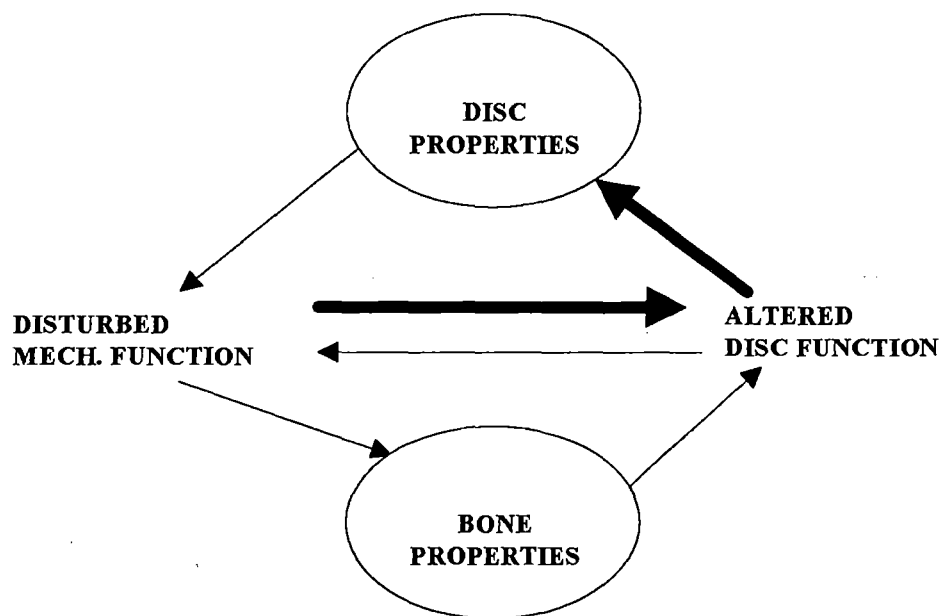 DISC
PROPERTIES
DISTURBED
MECH. FUNCTION
ALTERED
DISC FUNCTION
BONE
PROPERTIES